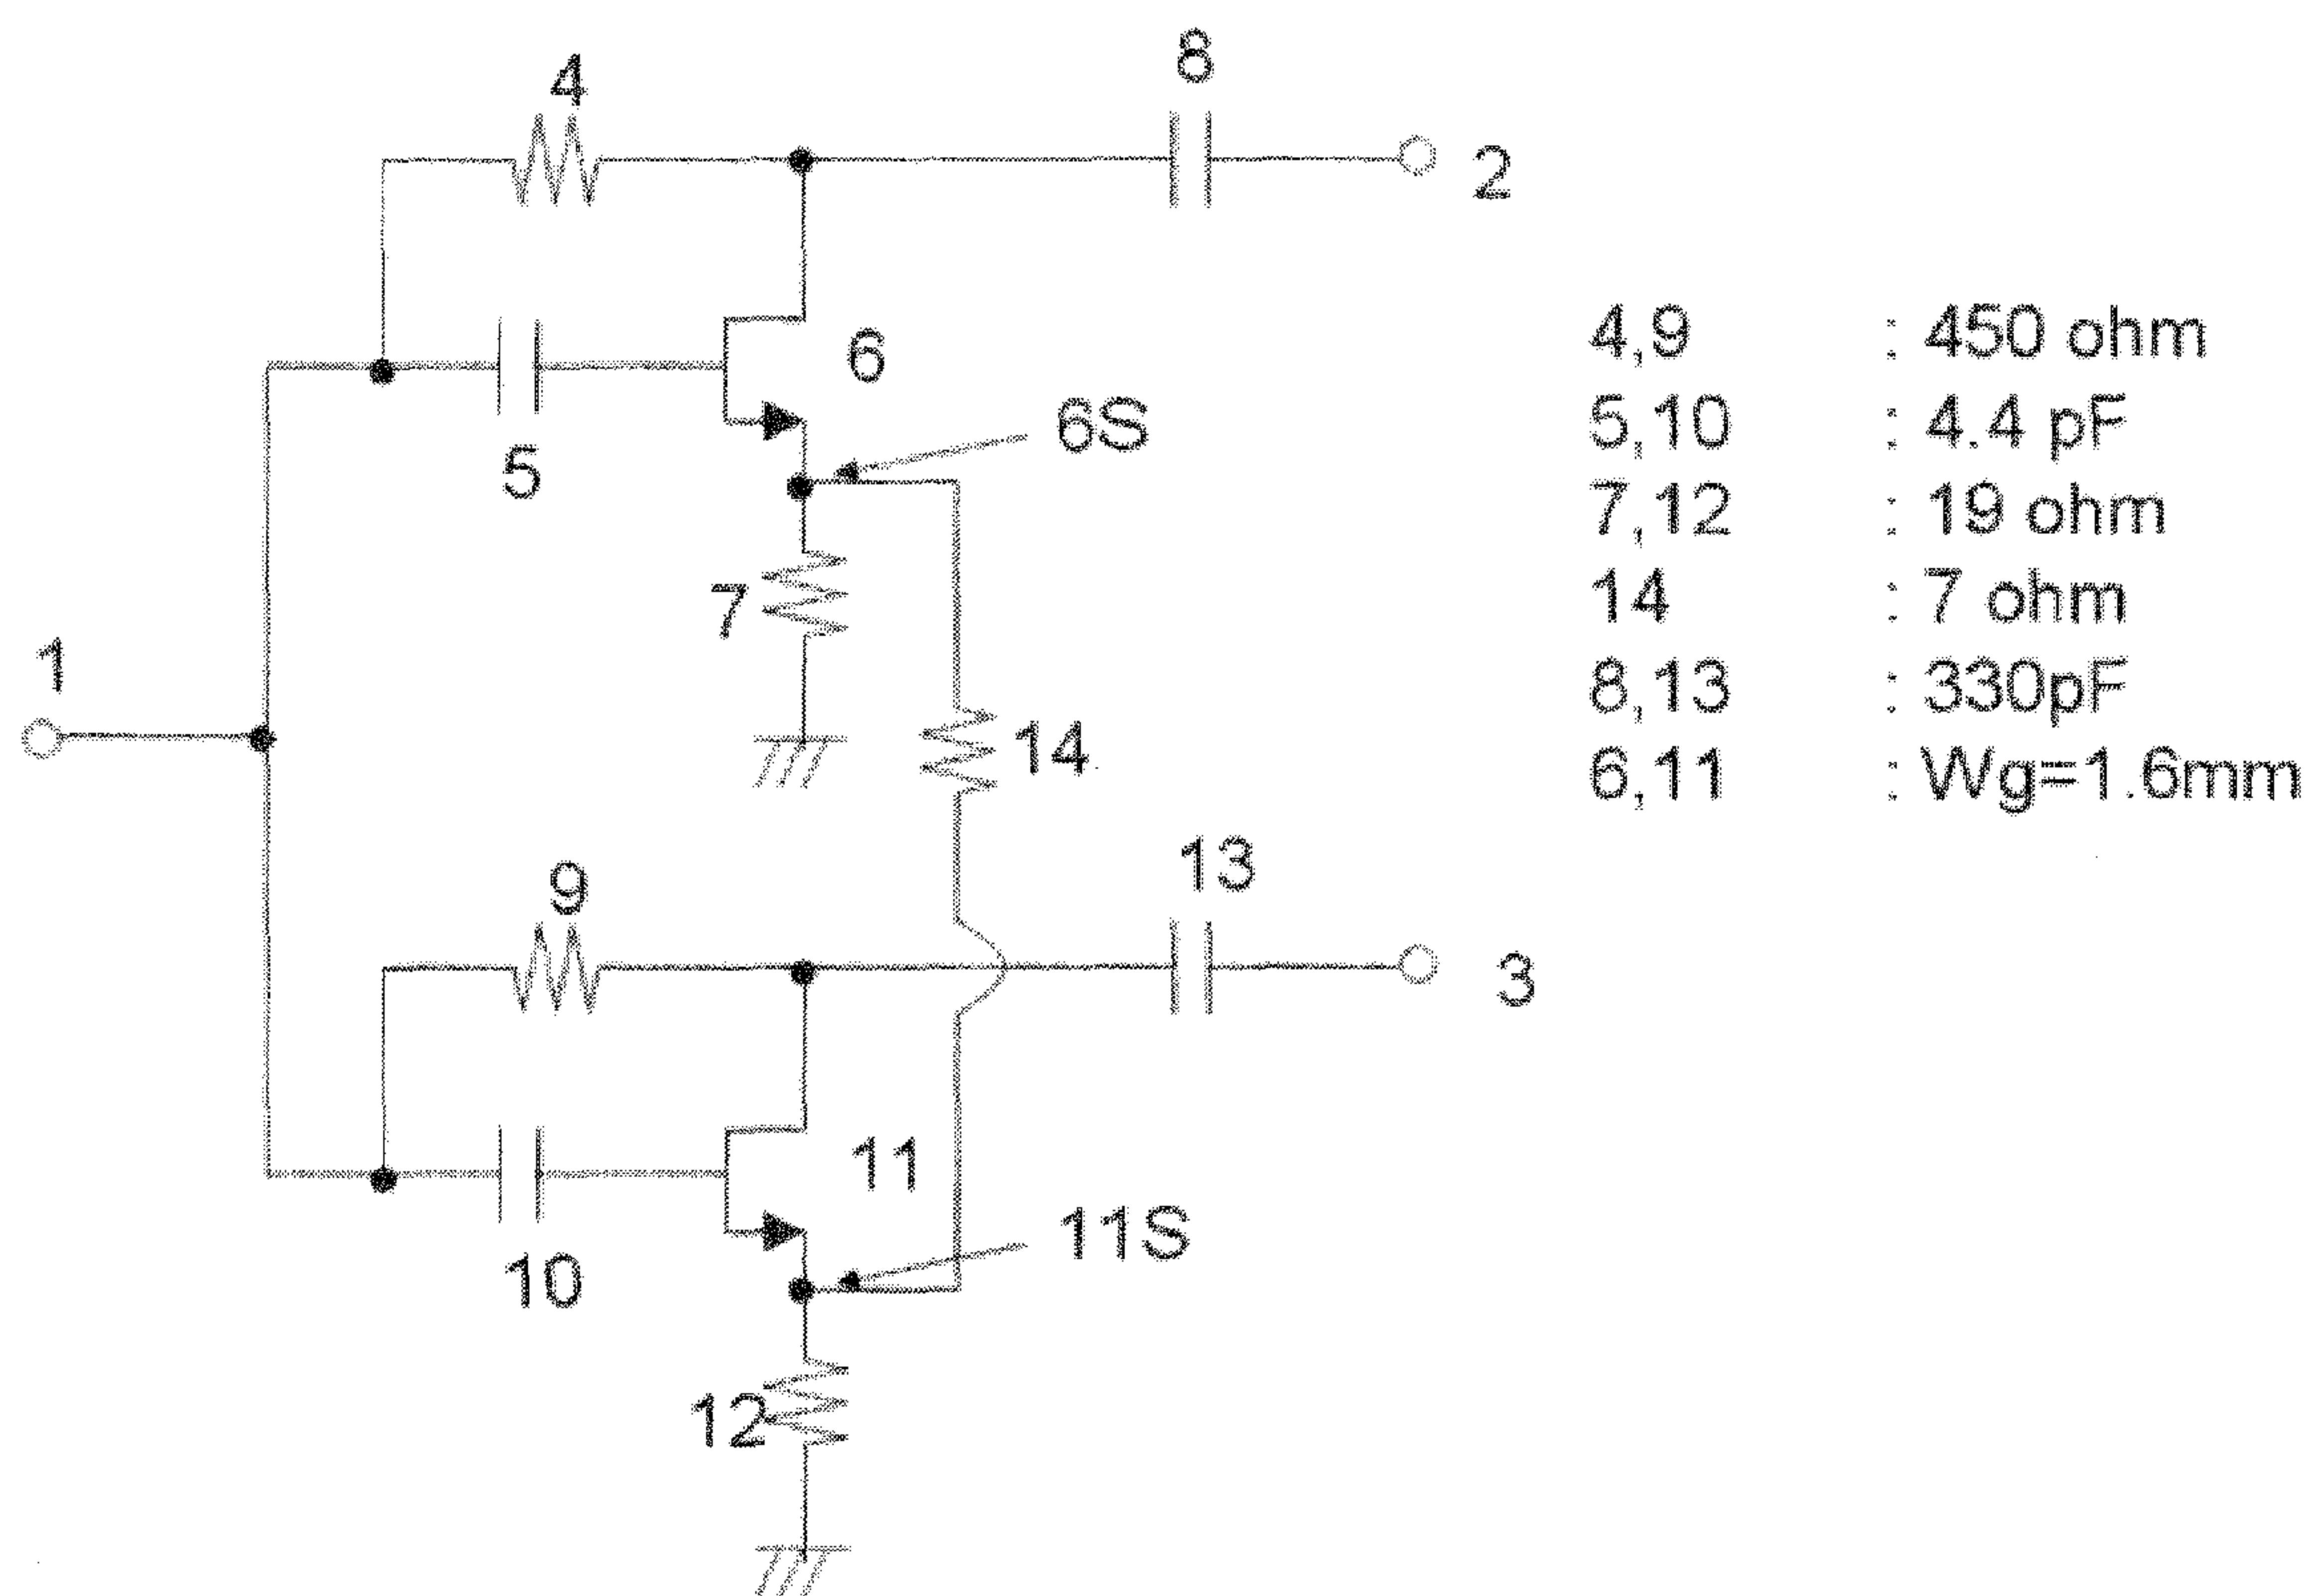 4
8
2
6
6S
5
7
1
14
9
13
3
11
11S
10
12
4,9 : 450 ohm
5,10 : 4.4 pF
7,12 : 19 ohm
14 : 7 ohm
8,13 : 330pF
6,11 : Wg=1.6mm